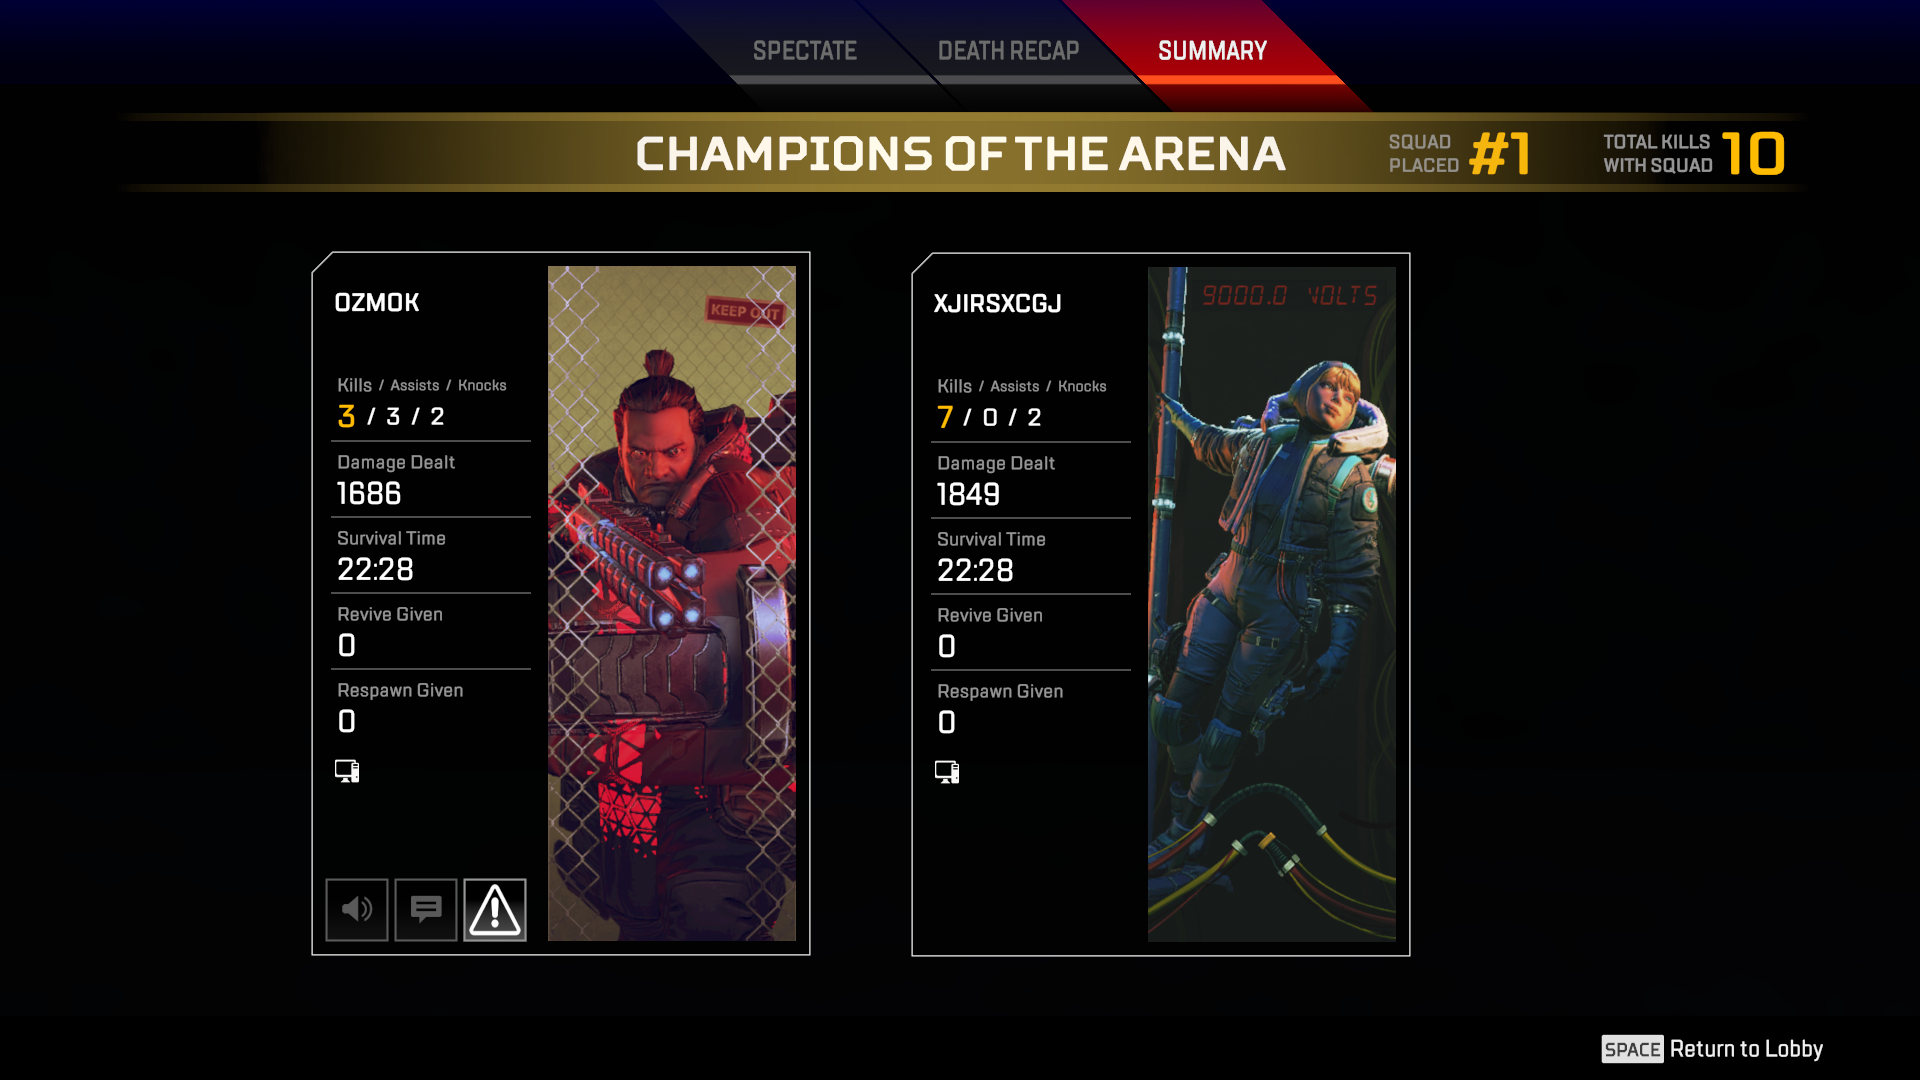 SPECTATE
DEATH RECAP
SUMMARY
CHAMPIONS OF THE ARENA
SQUAD
PLACED
#1
TOTAL KILLS
WITH SQUAD
10
OZMOK
KEEP OUT
Kills / Assists / Knocks
3 / 3 / 2
Damage Dealt
1686
Survival Time
22:28
Revive Given
0
Respawn Given
0
XJIRSXCGJ
9000.0 VOLTS
Kills / Assists / Knocks
7 / 0 / 2
Damage Dealt
1849
Survival Time
22:28
Revive Given
0
Respawn Given
0
SPACE Return to Lobby